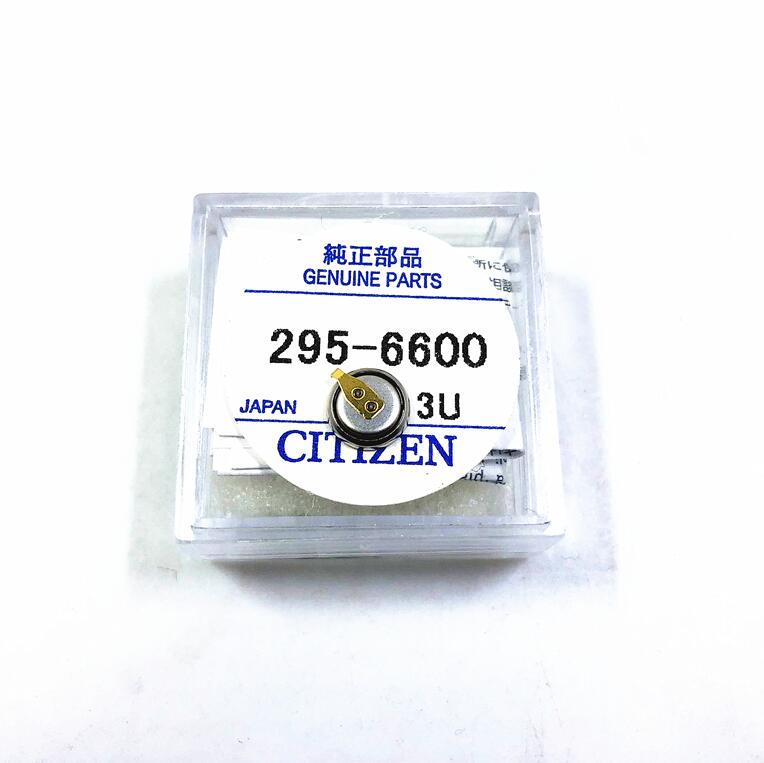 純正部品
GENUINE PARTS
295-6600
JAPAN 3U
CITIZEN